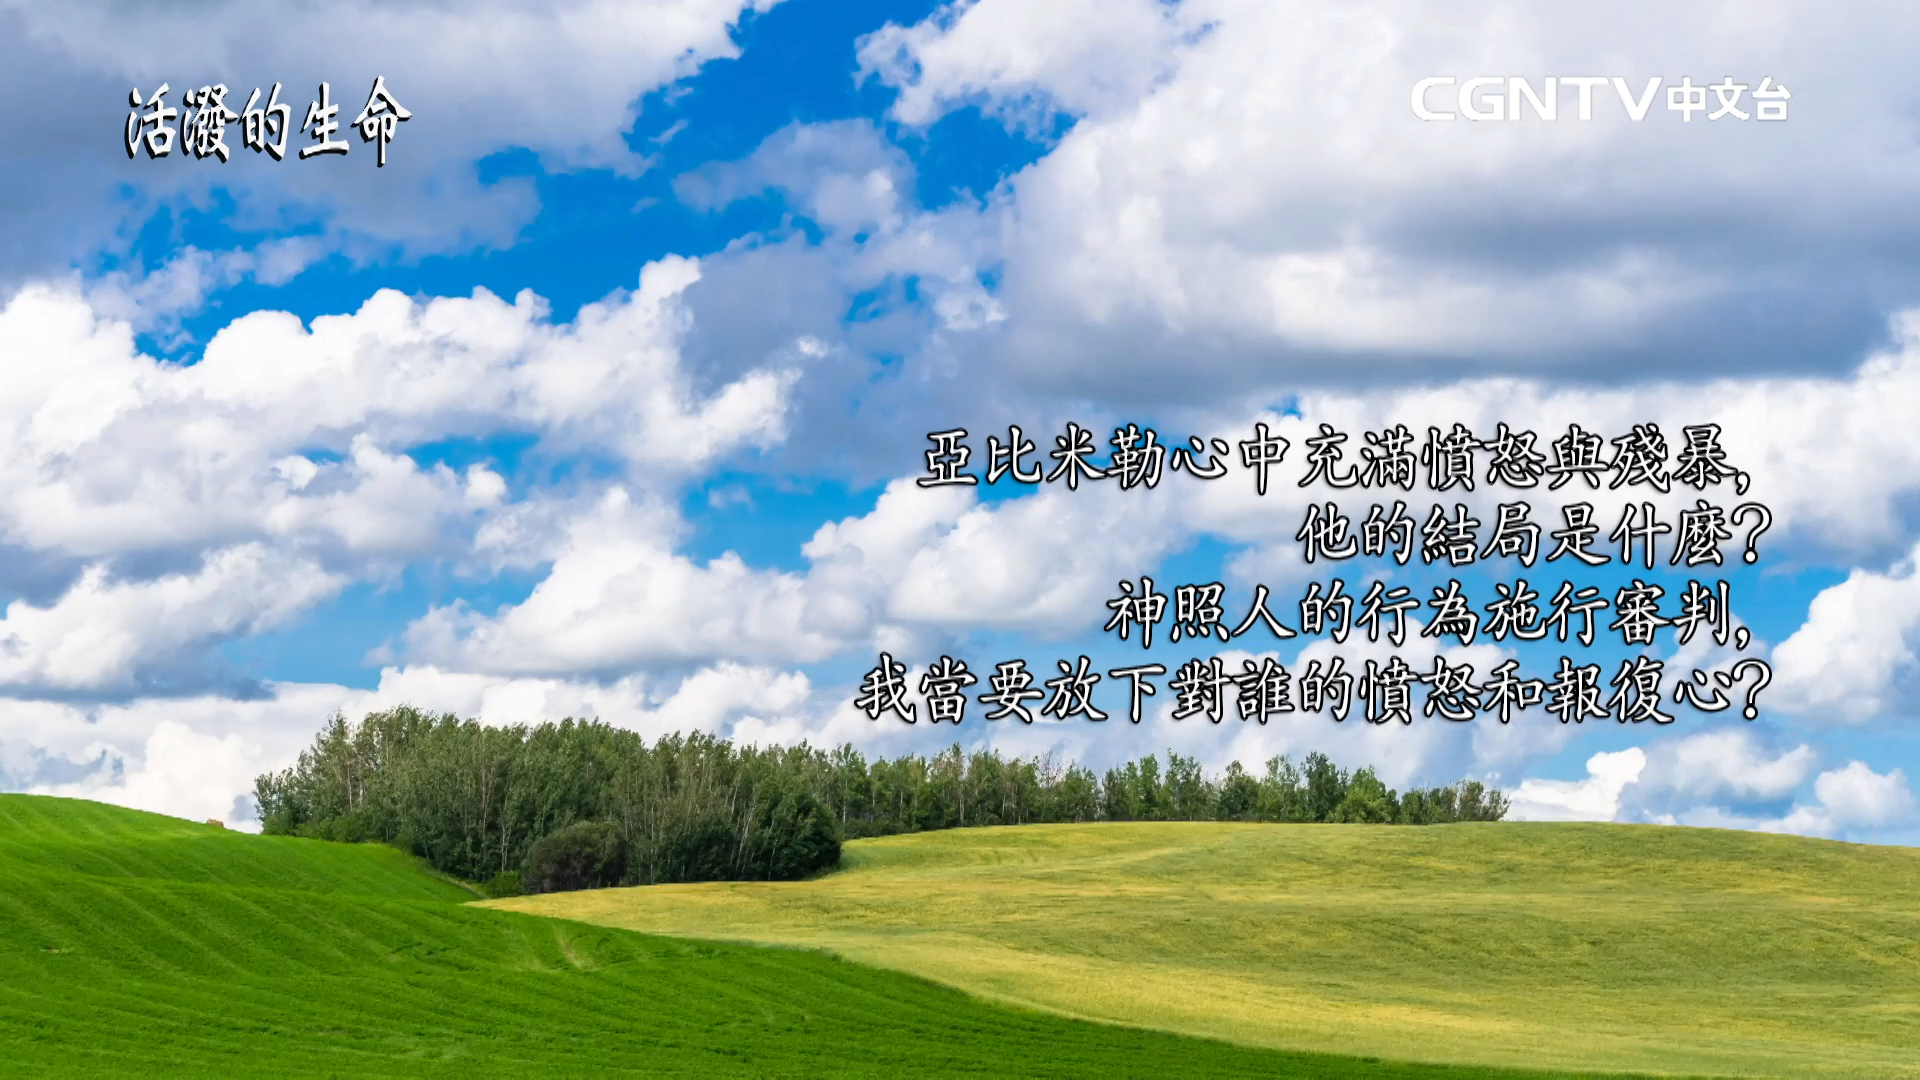 活潑的生命
CGNTV中文台
亞比米勒心中充滿憤怒與殘暴,
他的結局是什麼?
神照人的行為施行審判,
我當要放下對誰的憤怒和報復心?